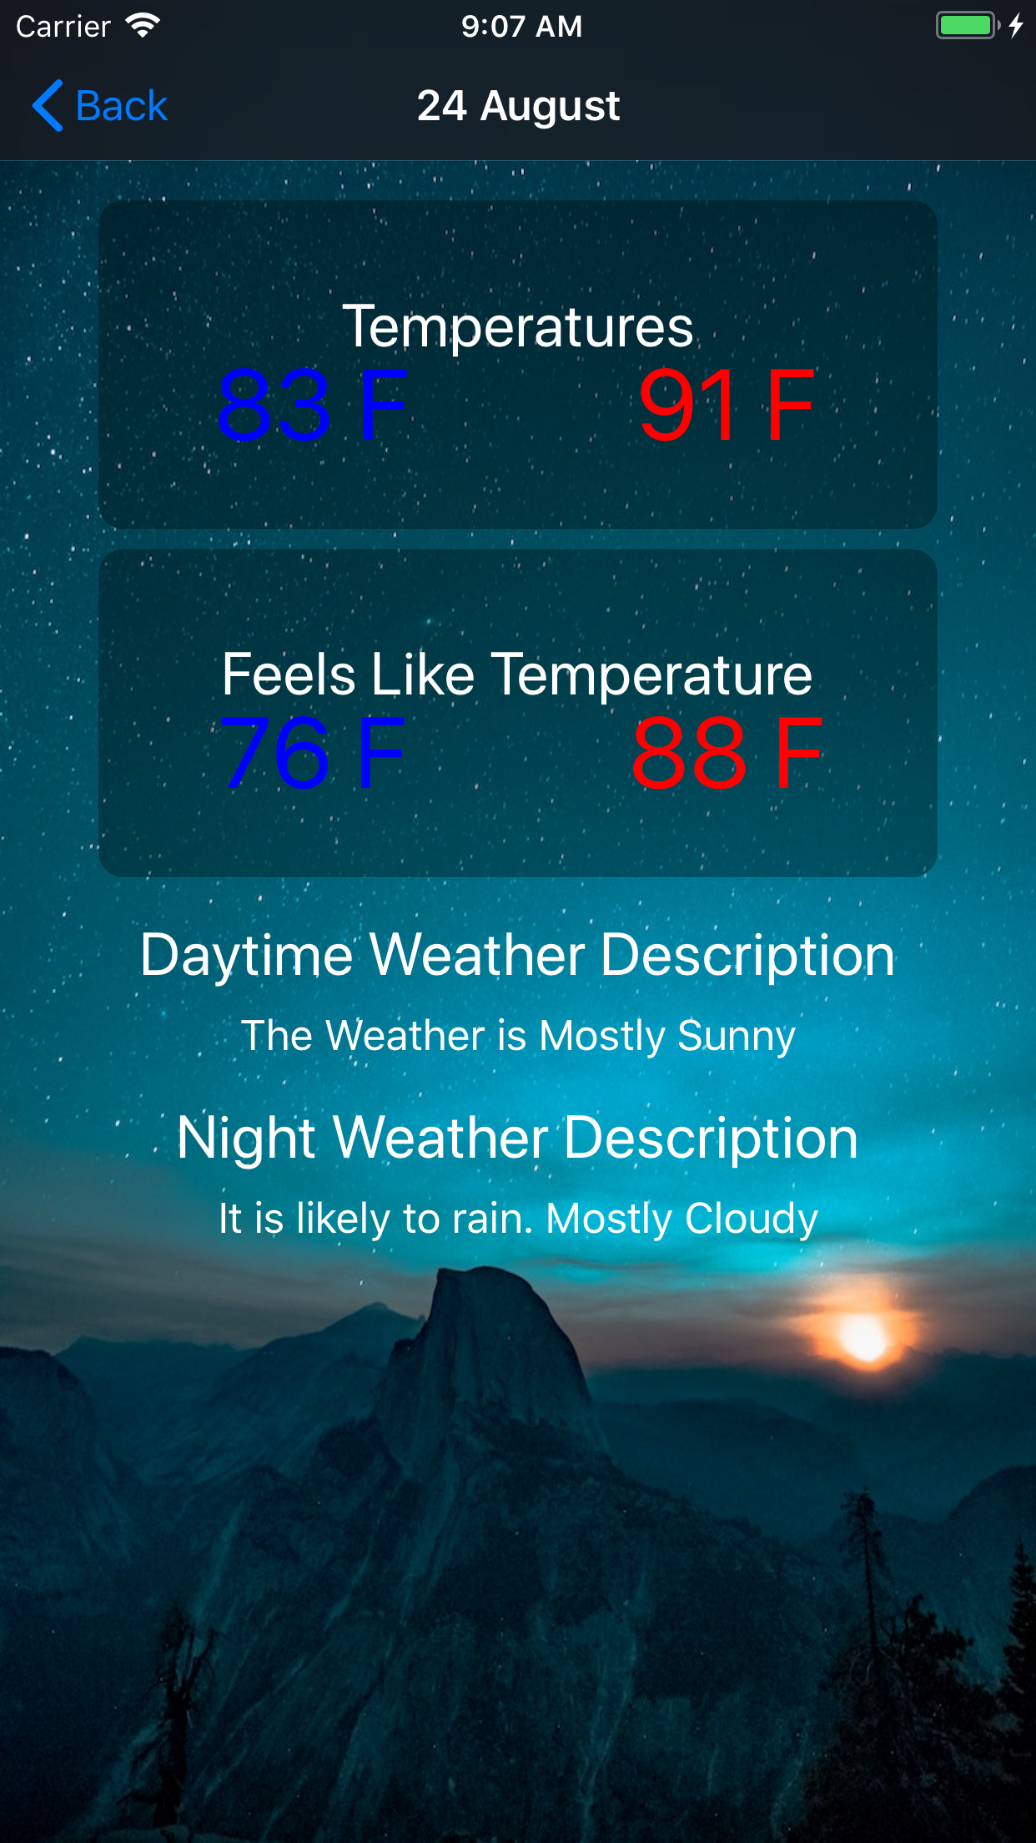 Carrier 9:07 AM
Back 24 August
Temperatures
83 F 91 F
Feels Like Temperature
76 F 88 F
Daytime Weather Description
The Weather is Mostly Sunny
Night Weather Description
It is likely to rain. Mostly Cloudy